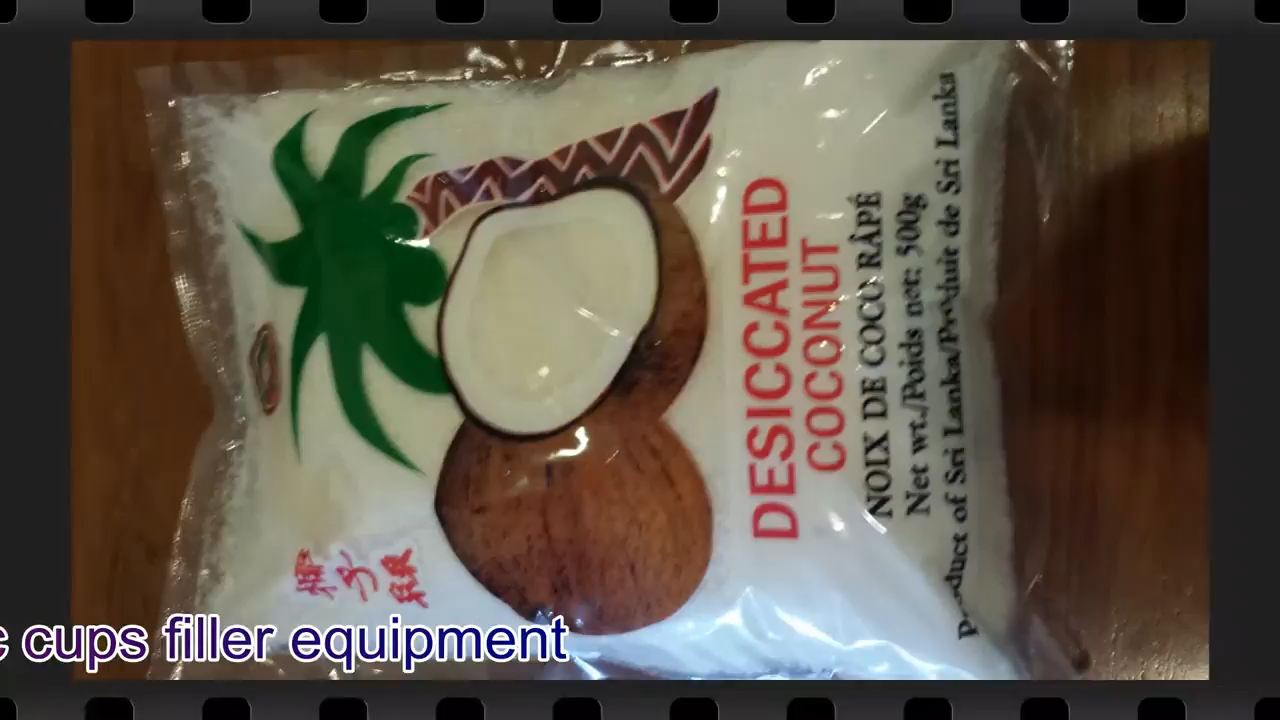 椰子絲
DESICCATED
COCONUT
NOIX DE COCO RÂPÉ
Net wt./Poids net: 500g
Product of Sri Lanka/Produit de Sri Lanka
cups filler equipment